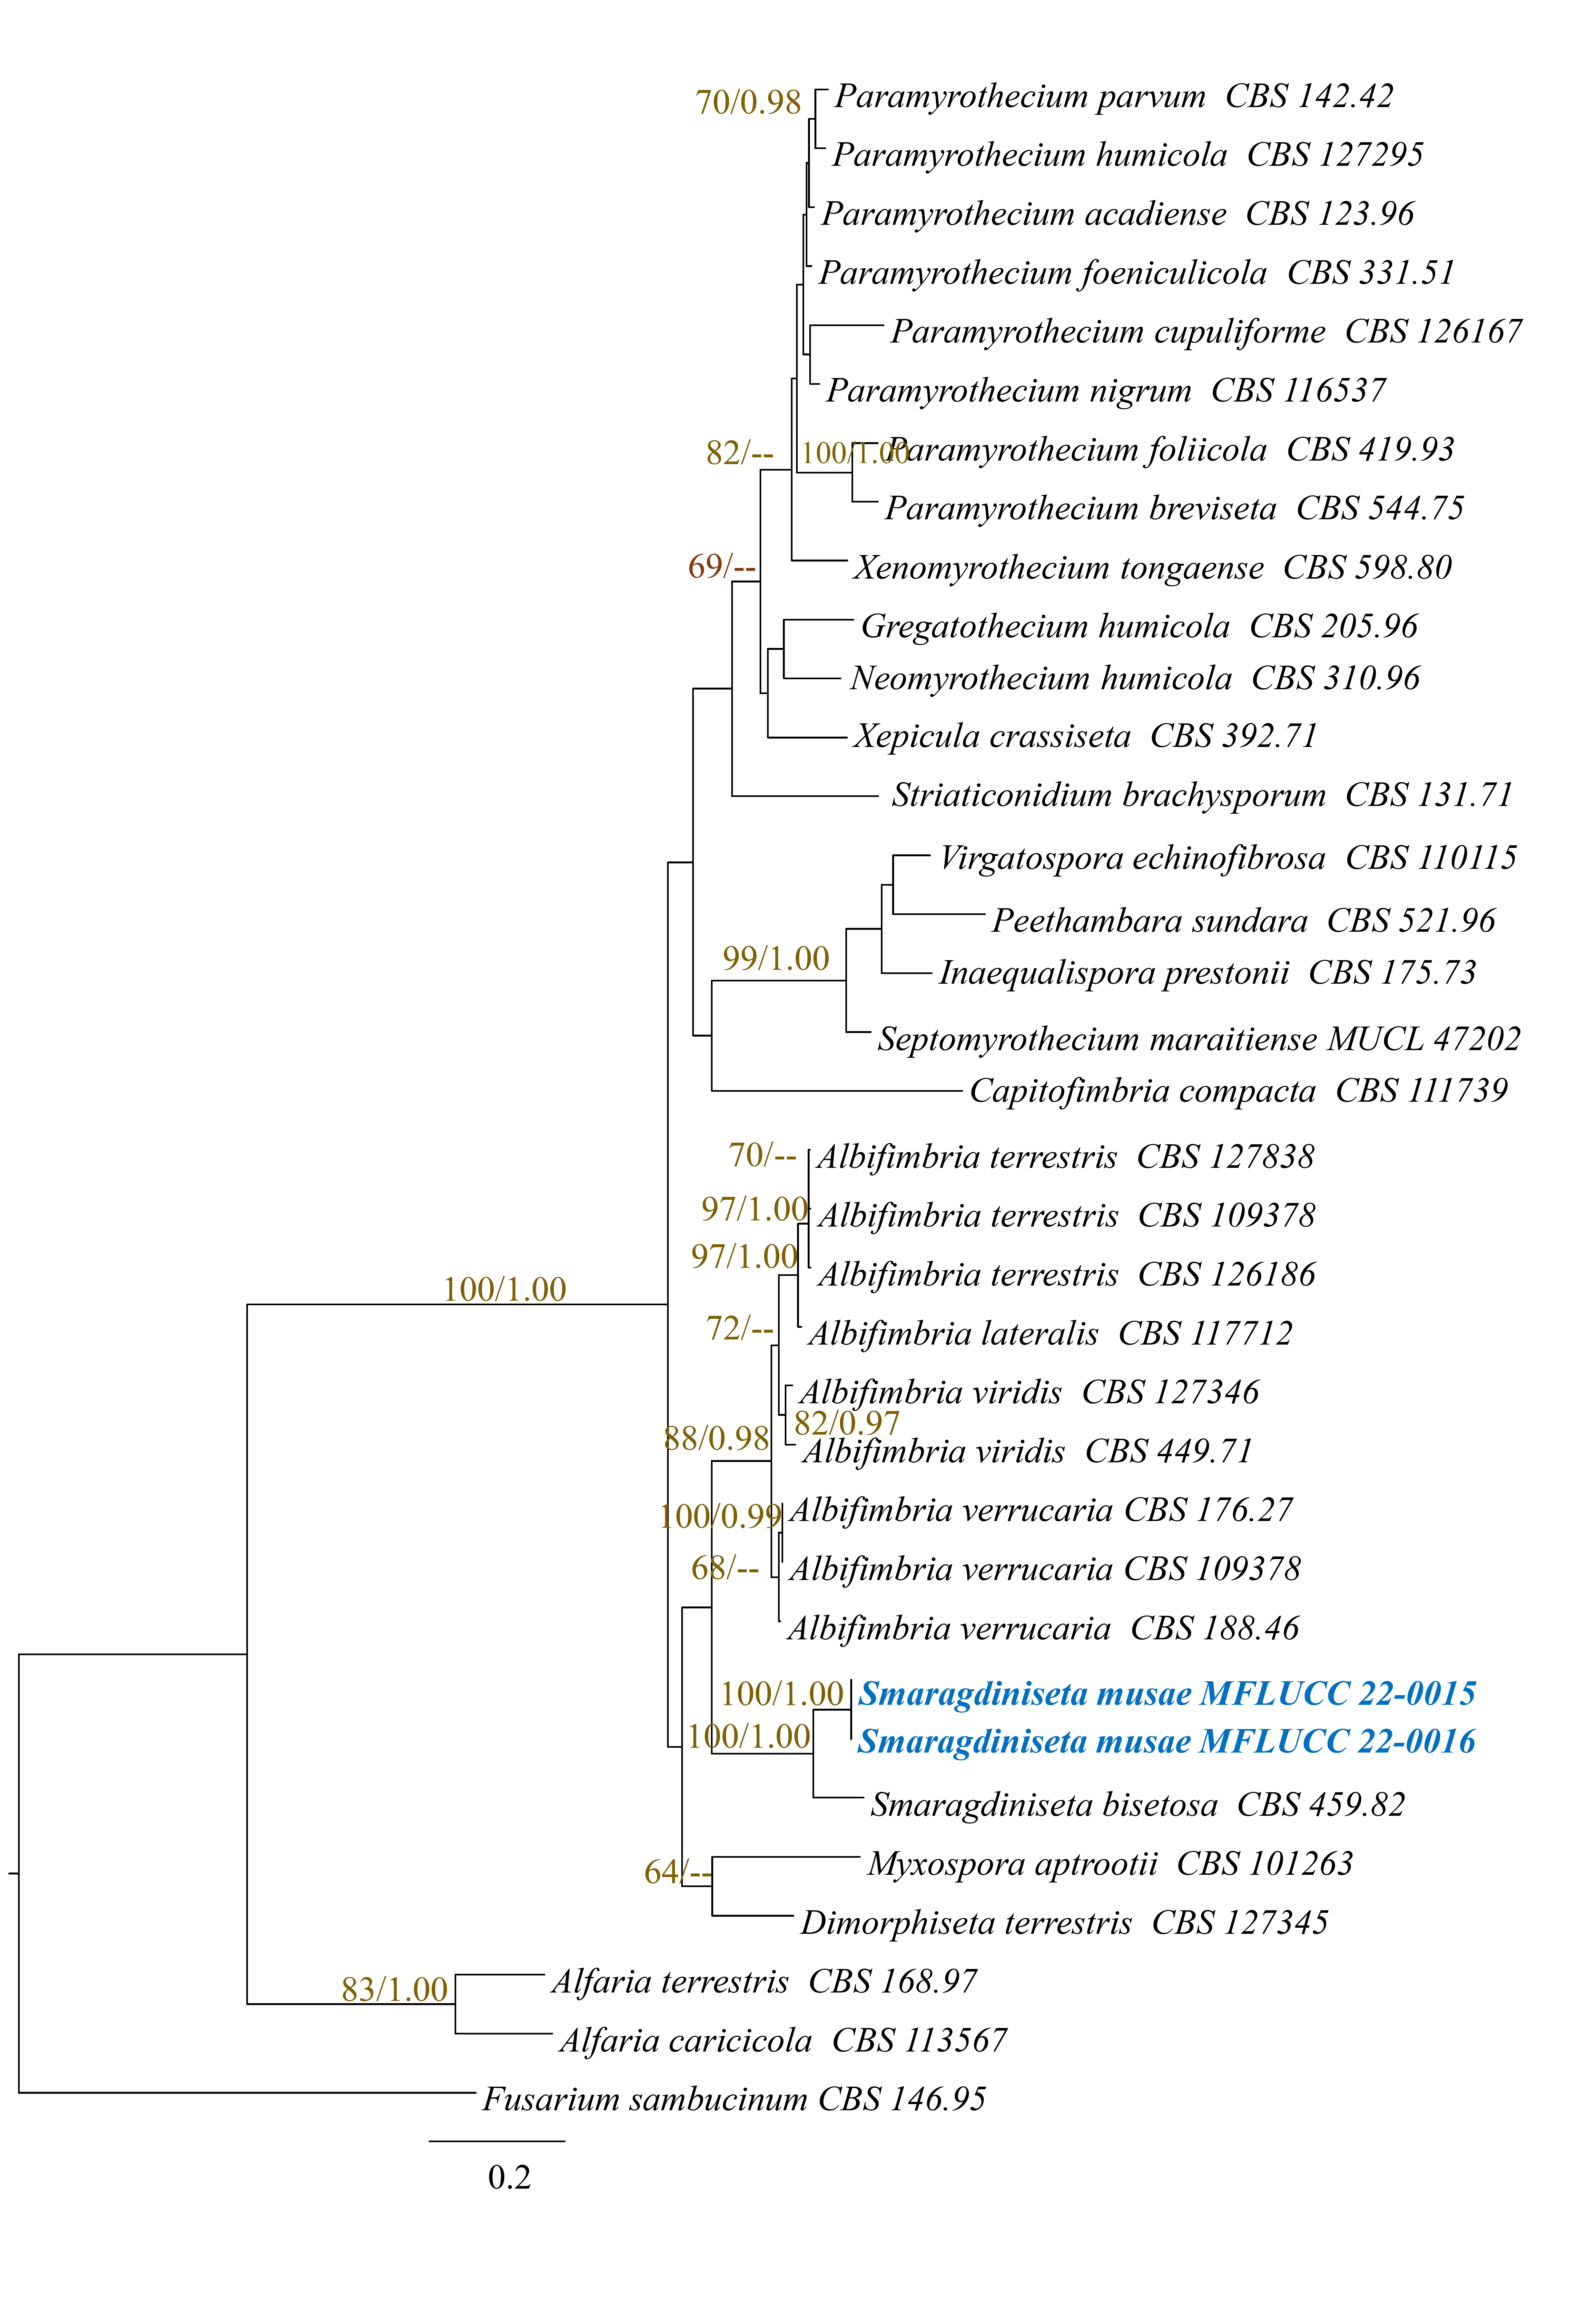 70/0.98
Paramyrothecium parvum CBS 142.42
Paramyrothecium humicola CBS 127295
Paramyrothecium acadiense CBS 123.96
Paramyrothecium foeniculicola CBS 331.51
Paramyrothecium cupuliforme CBS 126167
Paramyrothecium nigrum CBS 116537
82/--
100/1.00
Paramyrothecium foliicola CBS 419.93
Paramyrothecium breviseta CBS 544.75
69/--
Xenomyrothecium tongaense CBS 598.80
Gregatothecium humicola CBS 205.96
Neomyrothecium humicola CBS 310.96
Xepicula crassiseta CBS 392.71
Striaticonidium brachysporum CBS 131.71
Virgatospora echinofibrosa CBS 110115
Peethambara sundara CBS 521.96
99/1.00
Inaequalispora prestonii CBS 175.73
Septomyrothecium maraitiense MUCL 47202
Capitofimbria compacta CBS 111739
70/--
Albifimbria terrestris CBS 127838
97/1.00
Albifimbria terrestris CBS 109378
97/1.00
Albifimbria terrestris CBS 126186
100/1.00
72/--
Albifimbria lateralis CBS 117712
Albifimbria viridis CBS 127346
82/0.97
88/0.98
Albifimbria viridis CBS 449.71
100/0.99
Albifimbria verrucaria CBS 176.27
68/--
Albifimbria verrucaria CBS 109378
Albifimbria verrucaria CBS 188.46
100/1.00
Smaragdiniseta musae MFLUCC 22-0015
100/1.00
Smaragdiniseta musae MFLUCC 22-0016
Smaragdiniseta bisetosa CBS 459.82
64/--
Myxospora aptrootii CBS 101263
Dimorphiseta terrestris CBS 127345
83/1.00
Alfaria terrestris CBS 168.97
Alfaria caricicola CBS 113567
Fusarium sambucinum CBS 146.95
0.2